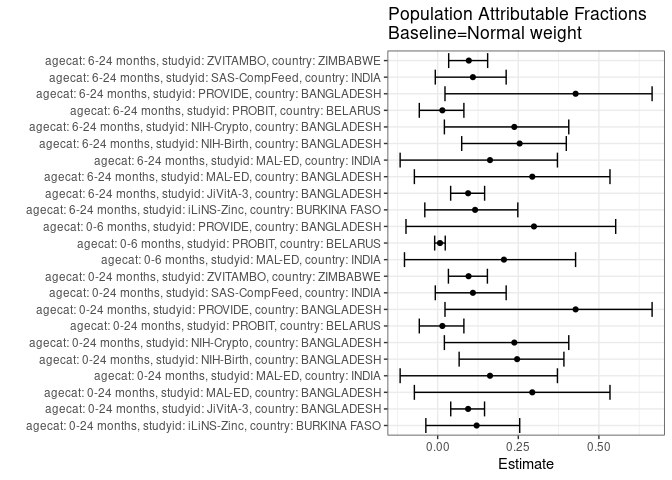 Population Attributable Fractions
Baseline=Normal weight
agecat: 6-24 months, studyid: ZVITAMBO, country: ZIMBABWE
agecat: 6-24 months, studyid: SAS-CompFeed, country: INDIA
agecat: 6-24 months, studyid: PROVIDE, country: BANGLADESH
agecat: 6-24 months, studyid: PROBIT, country: BELARUS
agecat: 6-24 months, studyid: NIH-Crypto, country: BANGLADESH
agecat: 6-24 months, studyid: NIH-Birth, country: BANGLADESH
agecat: 6-24 months, studyid: MAL-ED, country: INDIA
agecat: 6-24 months, studyid: MAL-ED, country: BANGLADESH
agecat: 6-24 months, studyid: JiVitA-3, country: BANGLADESH
agecat: 6-24 months, studyid: iLiNS-Zinc, country: BURKINA FASO
agecat: 0-6 months, studyid: PROVIDE, country: BANGLADESH
agecat: 0-6 months, studyid: PROBIT, country: BELARUS
agecat: 0-6 months, studyid: MAL-ED, country: INDIA
agecat: 0-24 months, studyid: ZVITAMBO, country: ZIMBABWE
agecat: 0-24 months, studyid: SAS-CompFeed, country: INDIA
agecat: 0-24 months, studyid: PROVIDE, country: BANGLADESH
agecat: 0-24 months, studyid: PROBIT, country: BELARUS
agecat: 0-24 months, studyid: NIH-Crypto, country: BANGLADESH
agecat: 0-24 months, studyid: NIH-Birth, country: BANGLADESH
agecat: 0-24 months, studyid: MAL-ED, country: INDIA
agecat: 0-24 months, studyid: MAL-ED, country: BANGLADESH
agecat: 0-24 months, studyid: JiVitA-3, country: BANGLADESH
agecat: 0-24 months, studyid: iLiNS-Zinc, country: BURKINA FASO
0.00 0.25 0.50
Estimate